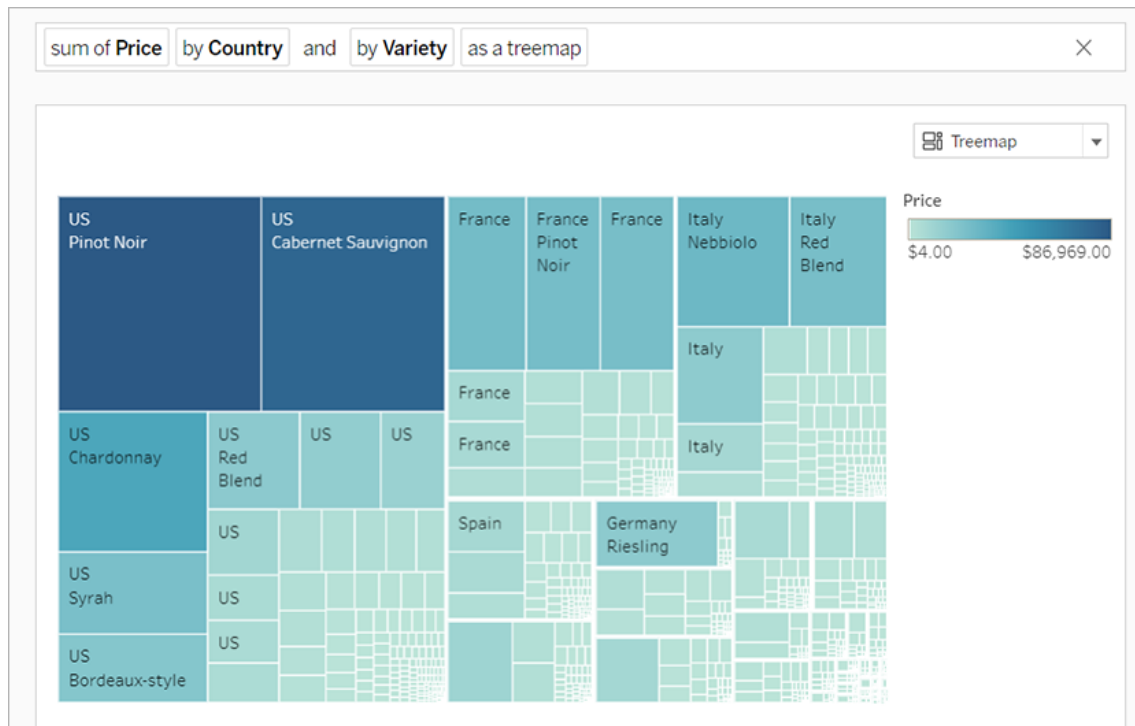 sum of Price by Country and by Variety as a treemap
Treemap
Price
$4.00 $86,969.00
US
Pinot Noir
US
Cabernet Sauvignon
France
France
Pinot
Noir
France
Italy
Nebbiolo
Italy
Red
Blend
Italy
Italy
France
France
US
Chardonnay
US
Red
Blend
US
US
US
Syrah
US
Bordeaux-style
US
US
US
Spain
Germany
Riesling